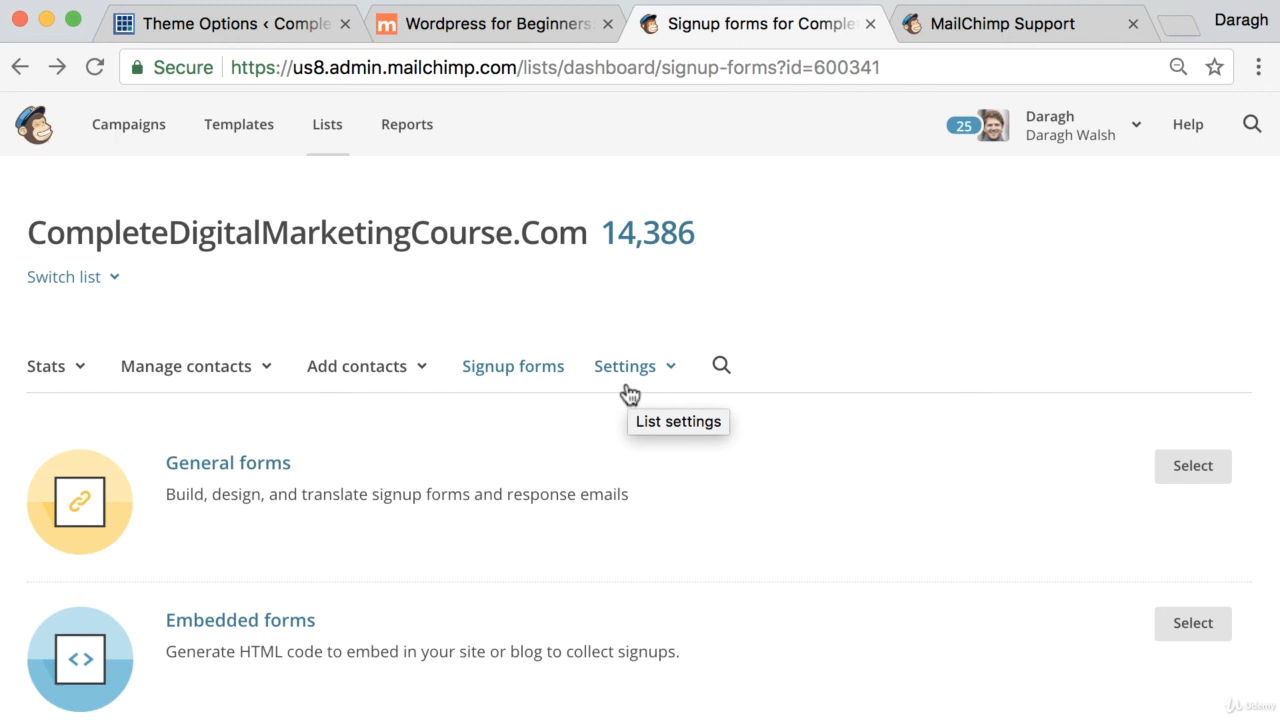 Theme Options ‹ Comple
Wordpress for Beginners:
Signup forms for Complet
MailChimp Support
Daragh
Secure
https://us8.admin.mailchimp.com/lists/dashboard/signup-forms?id=600341
Campaigns
Templates
Lists
Reports
25
Daragh
Daragh Walsh
Help
CompleteDigitalMarketingCourse.Com 14,386
Switch list
Stats
Manage contacts
Add contacts
Signup forms
Settings
List settings
General forms
Build, design, and translate signup forms and response emails
Select
Embedded forms
Generate HTML code to embed in your site or blog to collect signups.
Select
Udemy